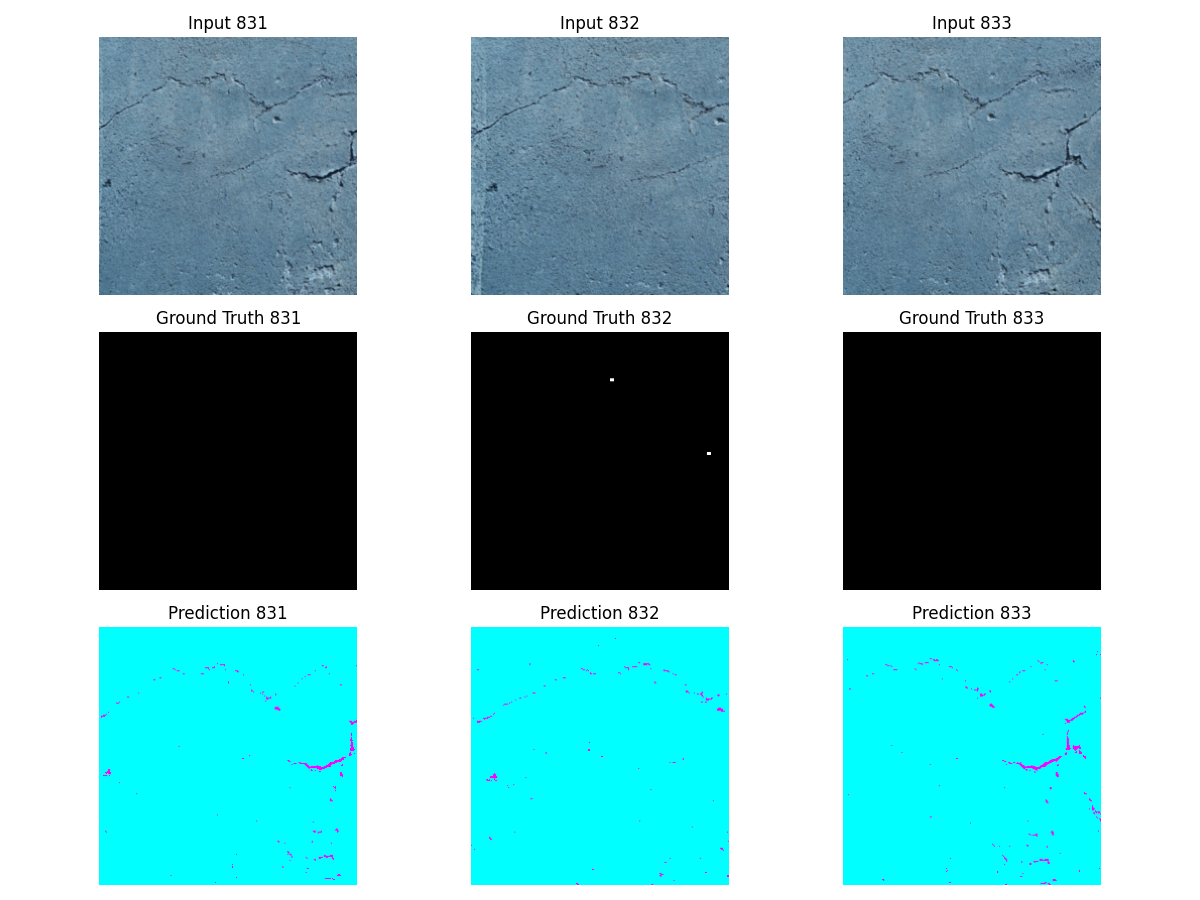 Input 831
Input 832
Input 833
Ground Truth 831
Ground Truth 832
Ground Truth 833
Prediction 831
Prediction 832
Prediction 833